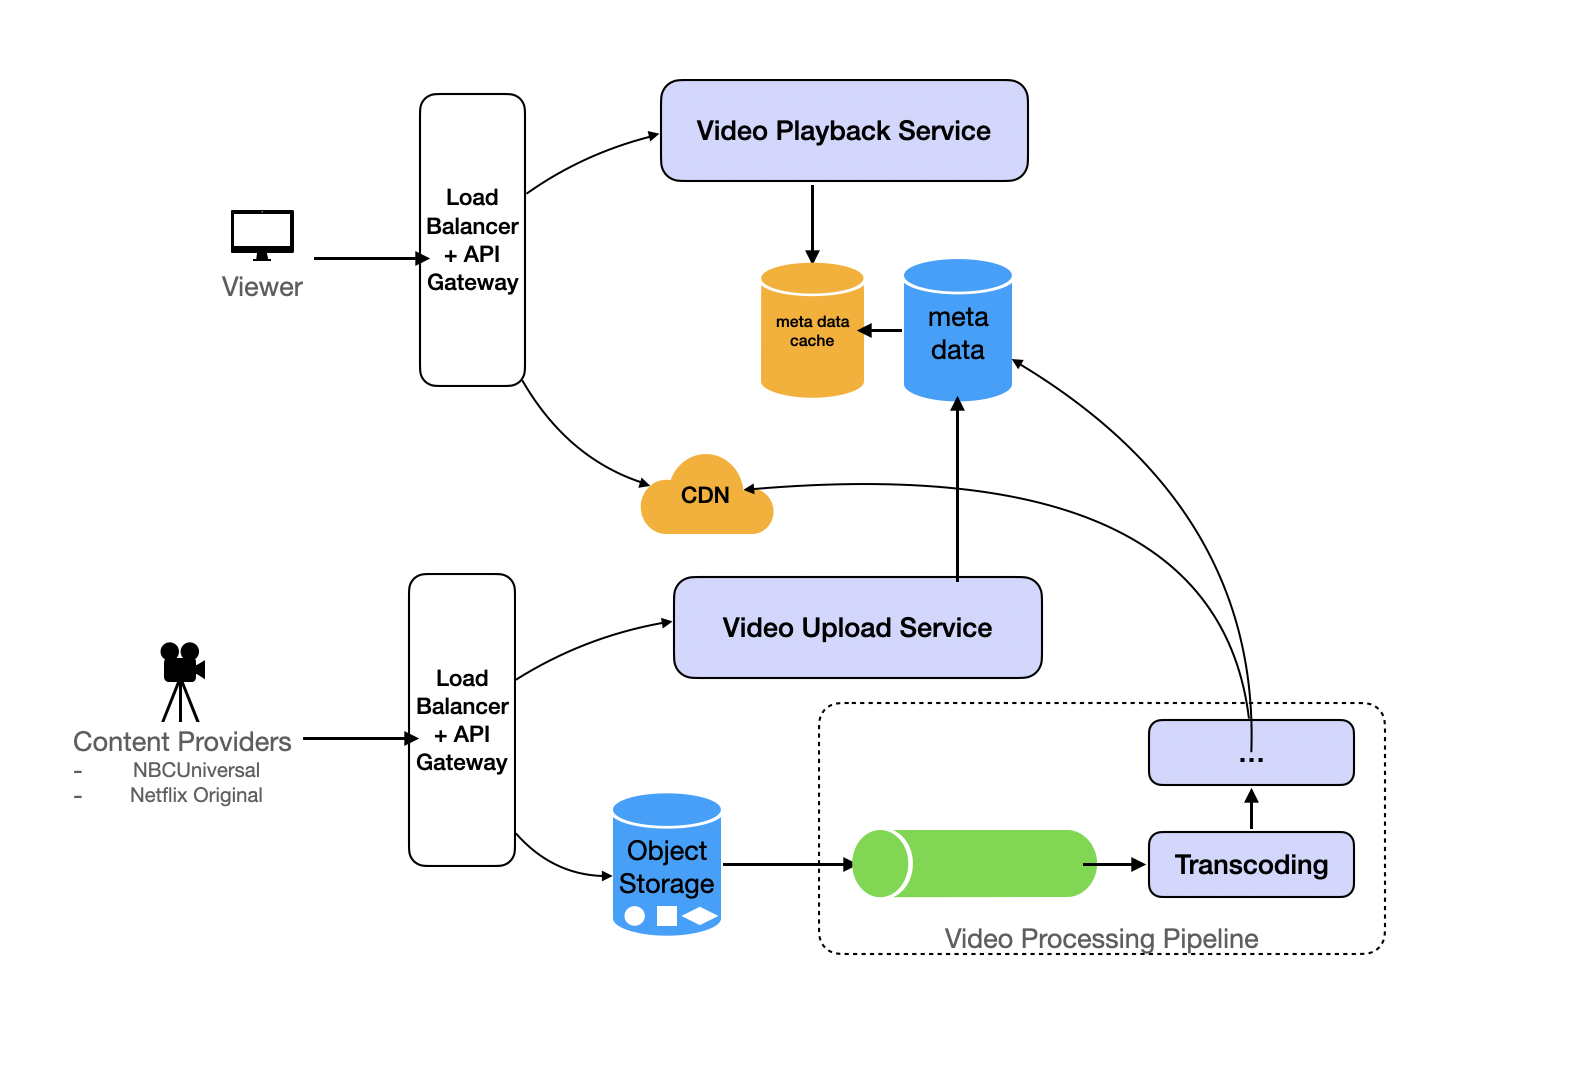 Video Playback Service
Load
Balancer
+ API
Gateway
Viewer
meta data
cache
meta
data
CDN
Video Upload Service
Load
Balancer
+ API
Gateway
Content Providers
- NBCUniversal
- Netflix Original
...
Object
Storage
Transcoding
Video Processing Pipeline